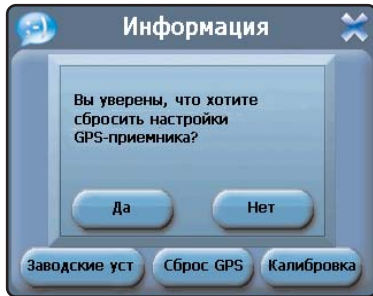 Информация
Вы уверены, что хотите
сбросить настройки
GPS-приемника?
Да Нет
Заводские уст Сброс GPS Калибровка